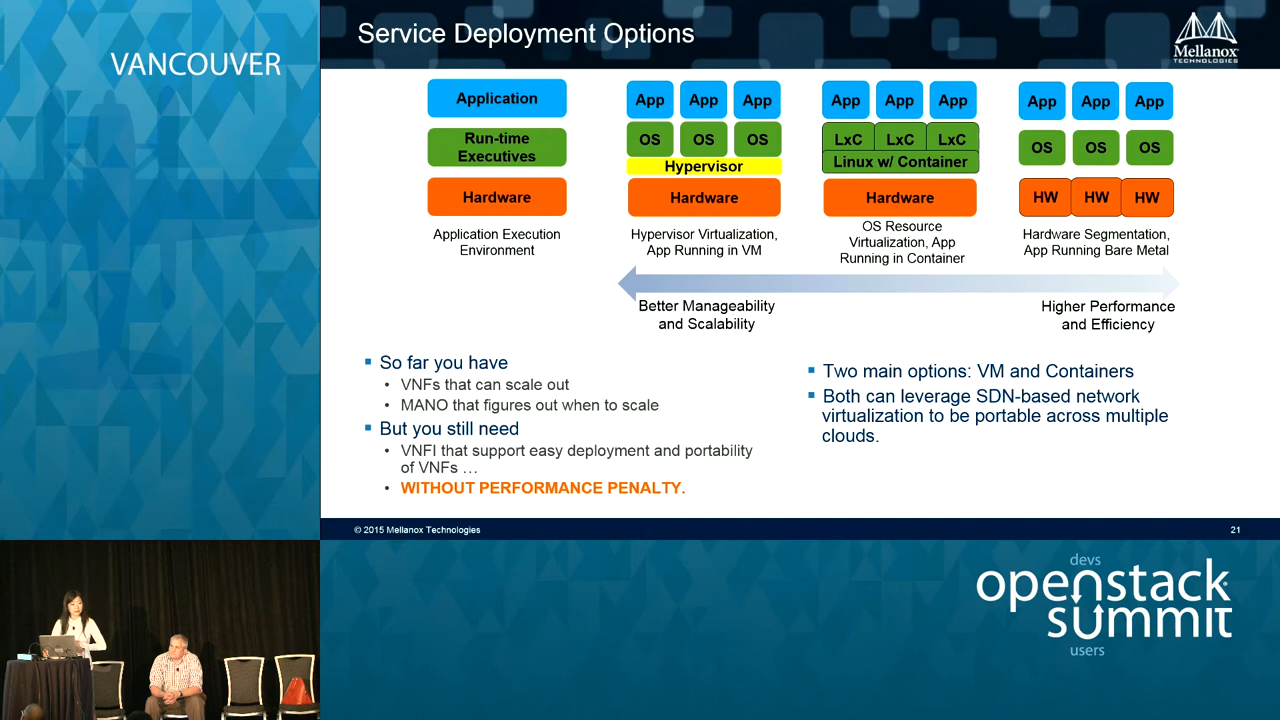 VANCOUVER
Service Deployment Options
Mellanox
TECHNOLOGIES
Application
Run-time
Executives
Hardware
Application Execution
Environment
App App App
OS OS OS
Hypervisor
Hardware
Hypervisor Virtualization,
App Running in VM
App App App
LxC LxC LxC
Linux w/ Container
Hardware
OS Resource
Virtualization, App
Running in Container
App App App
OS OS OS
HW HW HW
Hardware Segmentation,
App Running Bare Metal
Better Manageability
and Scalability
Higher Performance
and Efficiency
So far you have
• VNFs that can scale out
• MANO that figures out when to scale
But you still need
• VNFI that support easy deployment and portability
of VNFs …
• WITHOUT PERFORMANCE PENALTY.
Two main options: VM and Containers
Both can leverage SDN-based network
virtualization to be portable across multiple
clouds.
© 2015 Mellanox Technologies
21
devs
openstack
summit
users